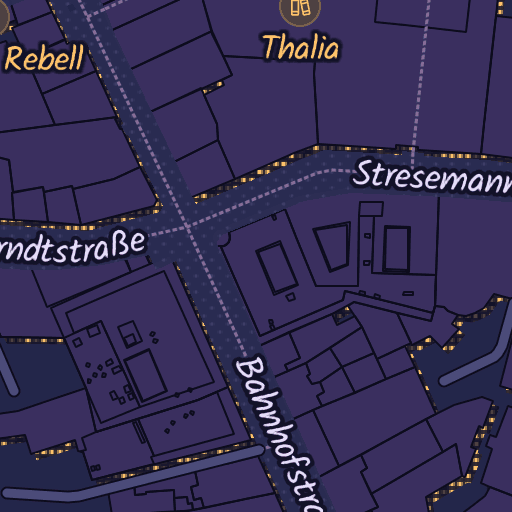 Thalia
Rebell
Stresemann
rndtstraße
Bahnhofstra